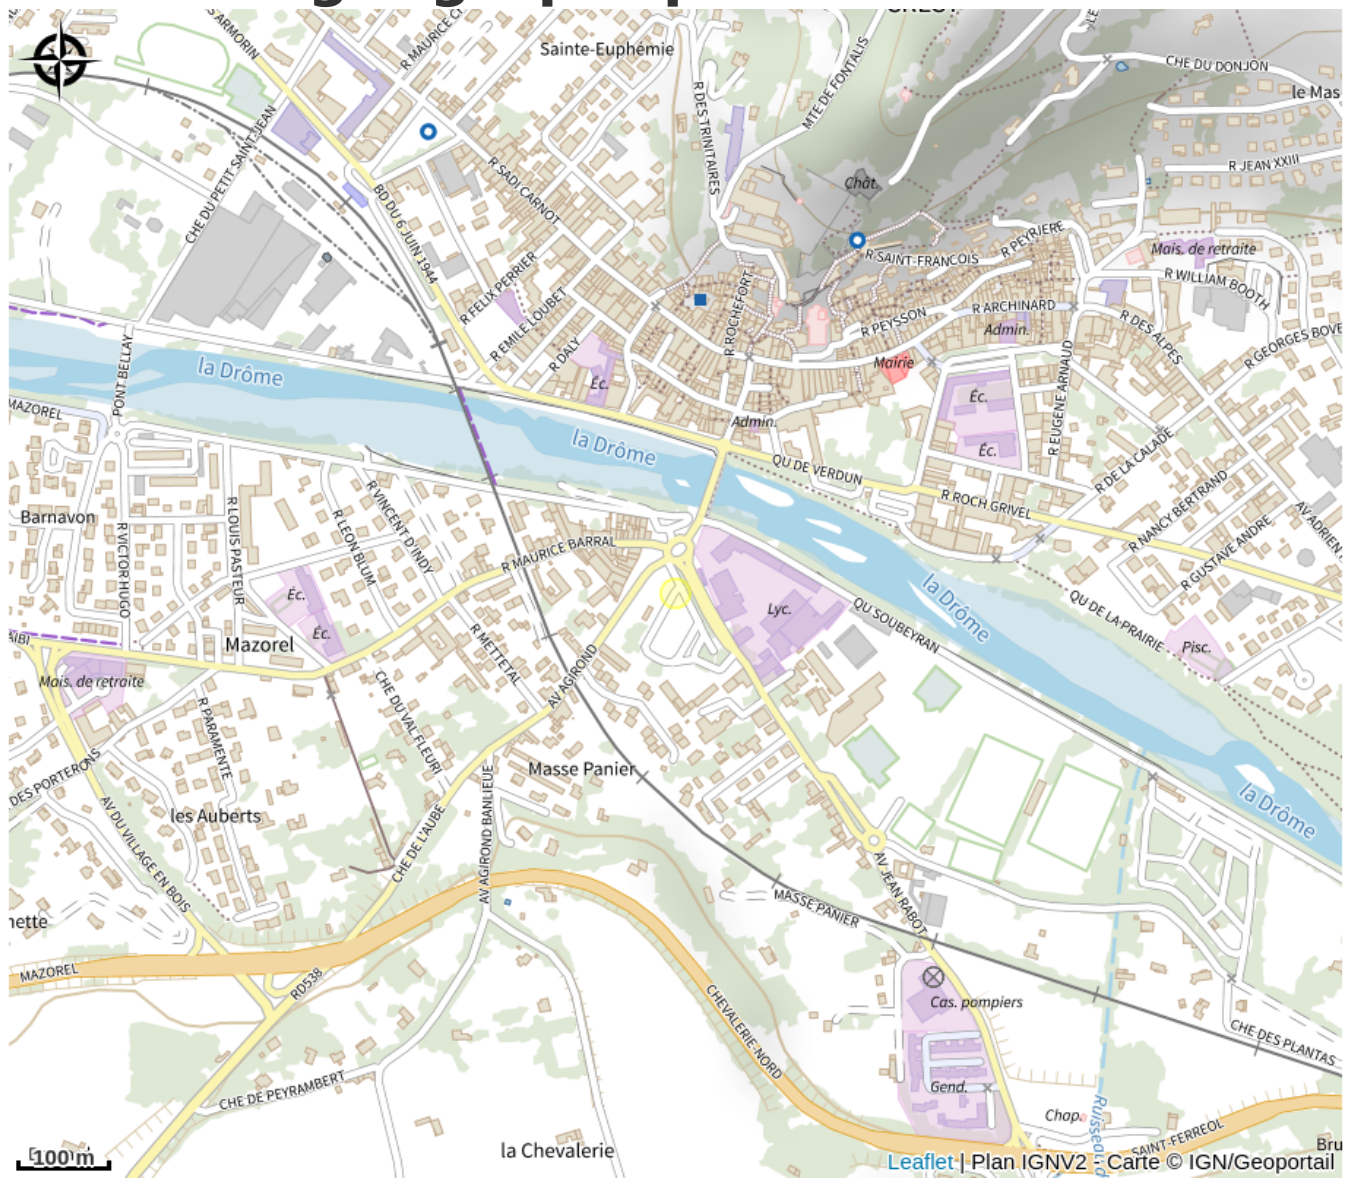 CREST
Sainte-Euphémie
R MAURICE
ARMORIN
MTE DE FONTALIS
CHE DU DONJON
le Mas
R DES TRINITAIRES
R JEAN XXIII
CHE DU PETIT-SAINT-JEAN
R SADI CARNOT
Chât.
BD DU 6 JUIN 1944
R PEYRIERE
Mais. de retraite
R SAINT-FRANCOIS
R WILLIAM BOOTH
R FELIX PERRIER
R EMILE LOUBET
R ROCHEFORT
R ARCHINARD
R PEYSSON
Admin.
R DES ALPES
R GEORGES BOVE
R DALY
PONT BELLAY
la Drôme
Mairie
Éc.
R EUGENE ARNAUD
Éc.
MAZOREL
Admin.
la Drôme
Éc.
R DE LA CALADE
QU DE VERDUN
R ROCH GRIVEL
R NANCY BERTRAND
AV ADRIEN
Barnavon
R VICTOR HUGO
R LOUIS PASTEUR
R LEON BLUM
R VINCENT D'INDY
R MAURICE BARRAL
R GUSTAVE ANDRE
Éc.
Éc.
Lyc.
QU SOUBEYRAN
la Drôme
QU DE LA PRAIRIE
Pisc.
AIBI
Mazorel
R METTETAL
AV AGIROND
Mais. de retraite
R PARAMENTE
CHE DU VAL FLEURI
DES PORTERONS
Masse Panier
la Drôme
les Auberts
AV DU VILLAGE EN BOIS
CHE DE L'AUBE
AV AGIROND BANLIEUE
AV JEAN RABOT
MASSE PANIER
nette
MAZOREL
RD538
CHEVALERIE-NORD
Cas. pompiers
CHE DES PLANTAS
CHE DE PEYRAMBERT
Gend.
Chap.
SAINT-FERREOL
la Chevalerie
Bru
100 m
Leaflet | Plan IGNV2 - Carte © IGN/Geoportail